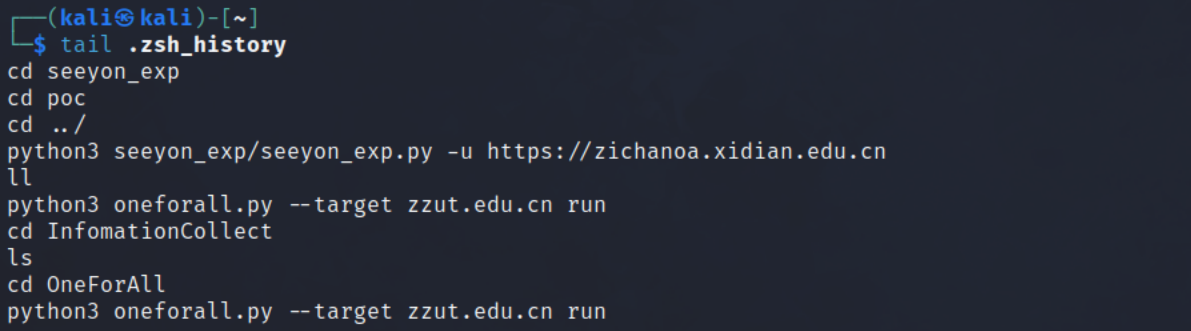 ┌──(kali㉿kali)-[~]
└─$ tail .zsh_history
cd seeyon_exp
cd poc
cd ../
python3 seeyon_exp/seeyon_exp.py -u https://zichanoa.xidian.edu.cn
ll
python3 oneforall.py --target zzut.edu.cn run
cd InfomationCollect
ls
cd OneForAll
python3 oneforall.py --target zzut.edu.cn run